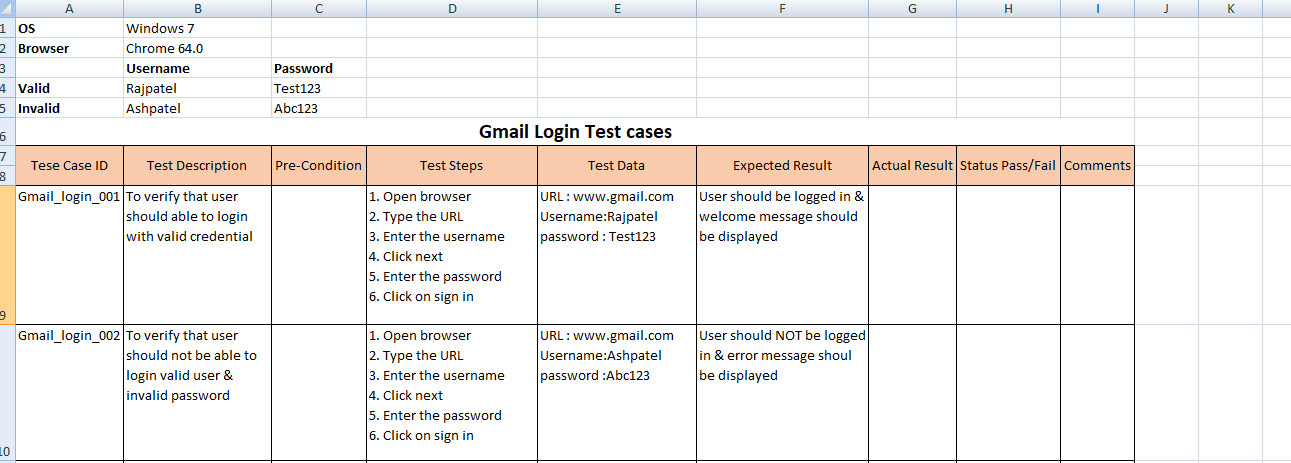 A B C D E F G H I J K
1 OS Windows 7
2 Browser Chrome 64.0
3 Username Password
4 Valid Rajpatel Test123
5 Invalid Ashpatel Abc123
6 Gmail Login Test cases
7
8
Tese Case ID Test Description Pre-Condition Test Steps Test Data Expected Result Actual Result Status Pass/Fail Comments
Gmail_login_001 To verify that user 1. Open browser URL : www.gmail.com User should be logged in &
should able to login 2. Type the URL Username:Rajpatel welcome message should
with valid credential 3. Enter the username password : Test123 be displayed
4. Click next
5. Enter the password
6. Click on sign in
9
Gmail_login_002 To verify that user 1. Open browser URL : www.gmail.com User should NOT be logged
should not be able to 2. Type the URL Username:Ashpatel in & error message shoul
login valid user & 3. Enter the username password :Abc123 be displayed
invalid password 4. Click next
5. Enter the password
6. Click on sign in
10